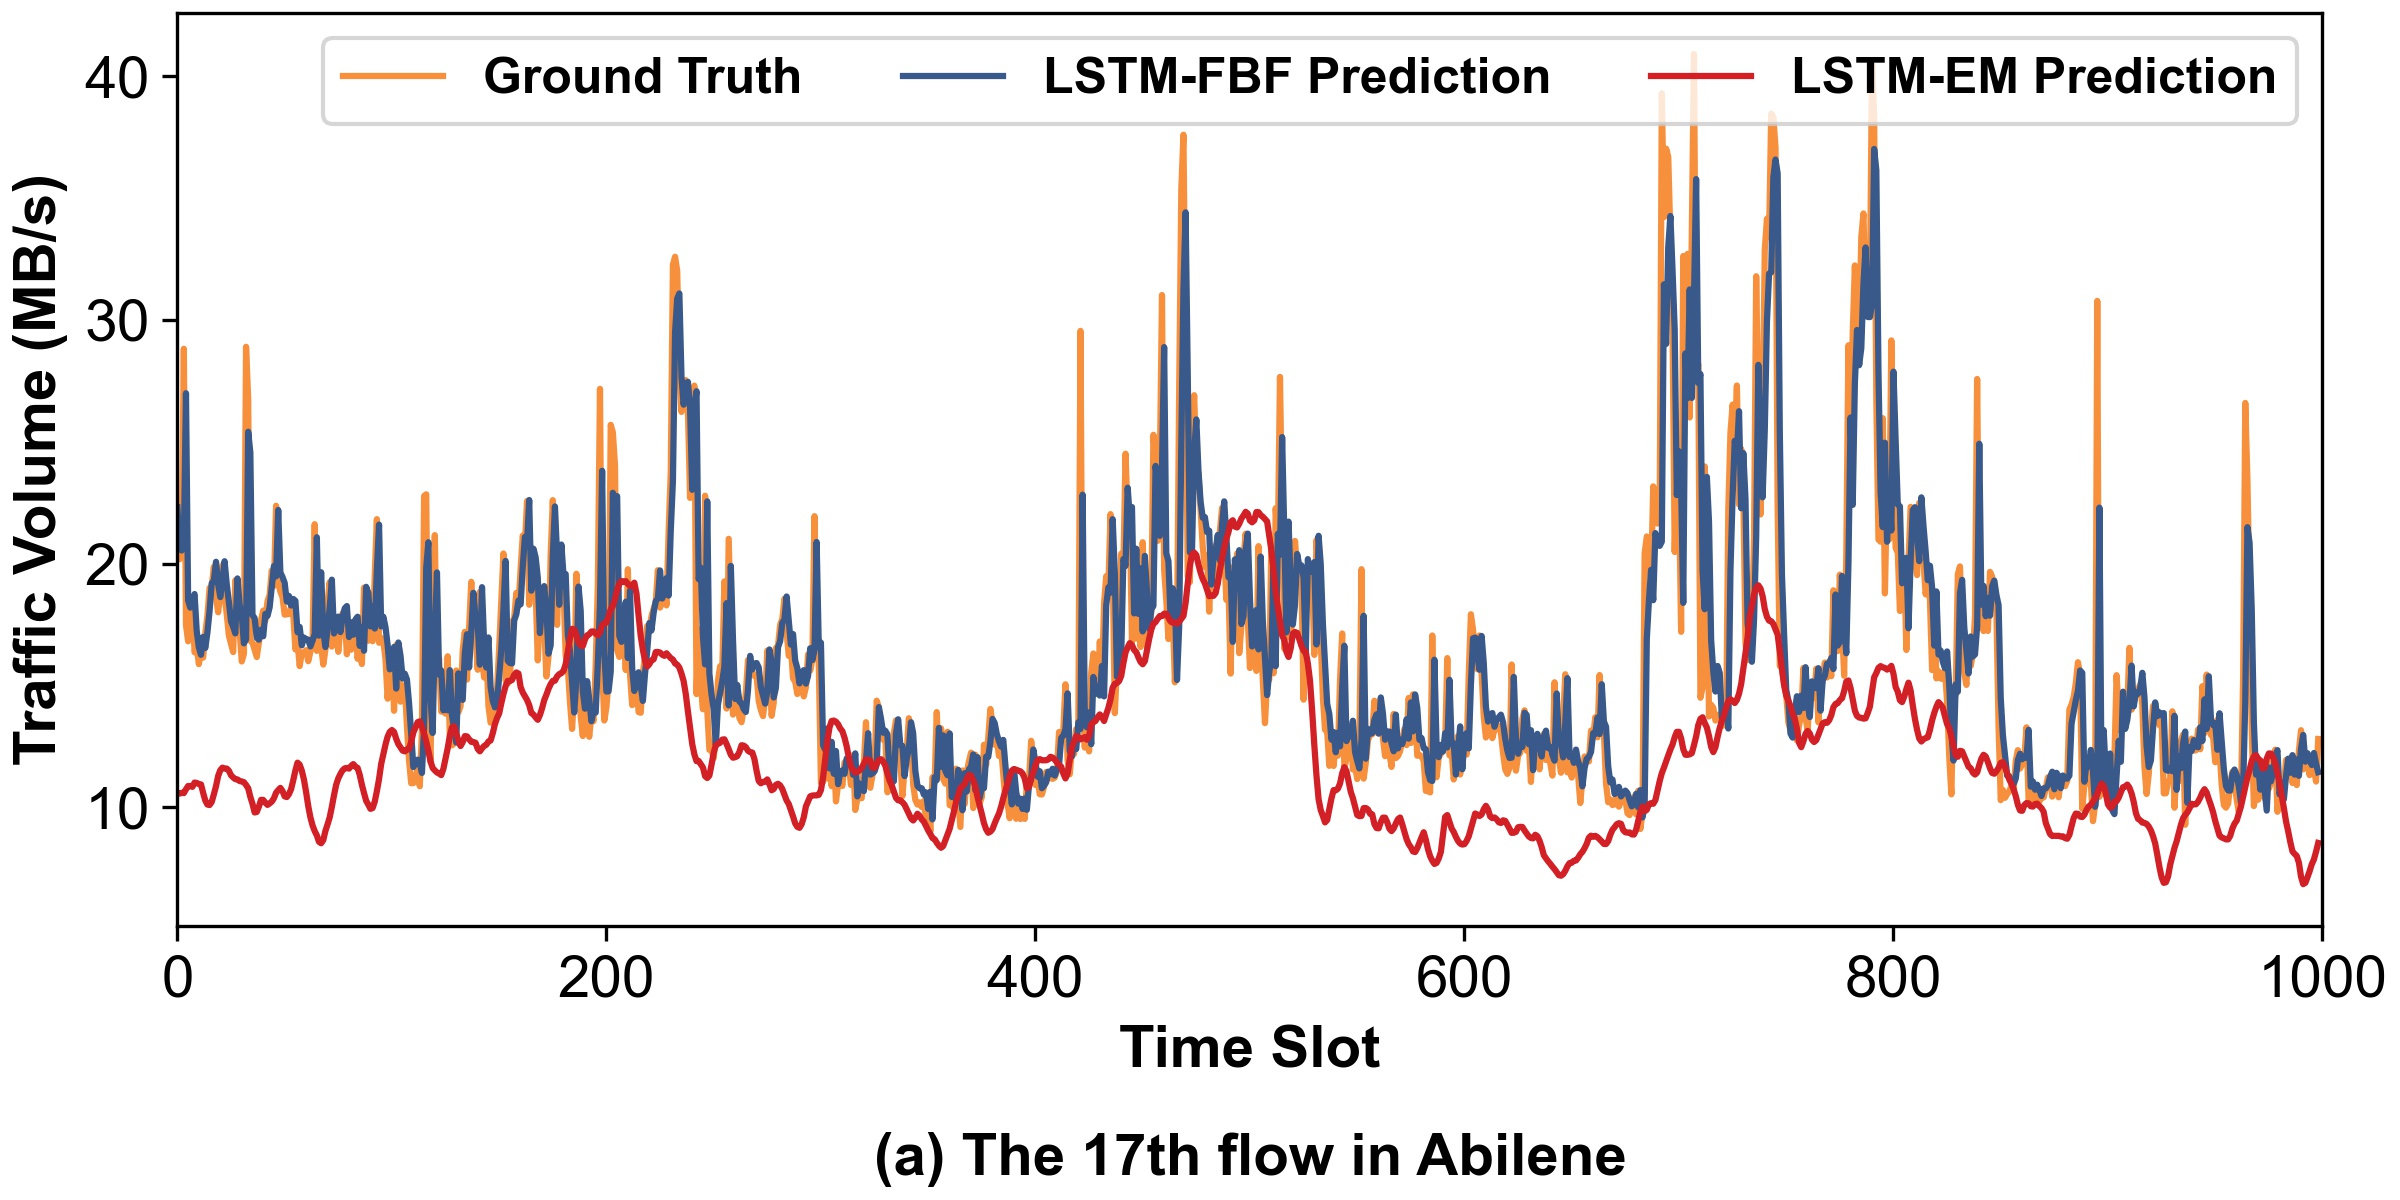 Ground Truth LSTM-FBF Prediction LSTM-EM Prediction
Traffic Volume (MB/s)
40
30
20
10
0 200 400 600 800 1000
Time Slot
(a) The 17th flow in Abilene